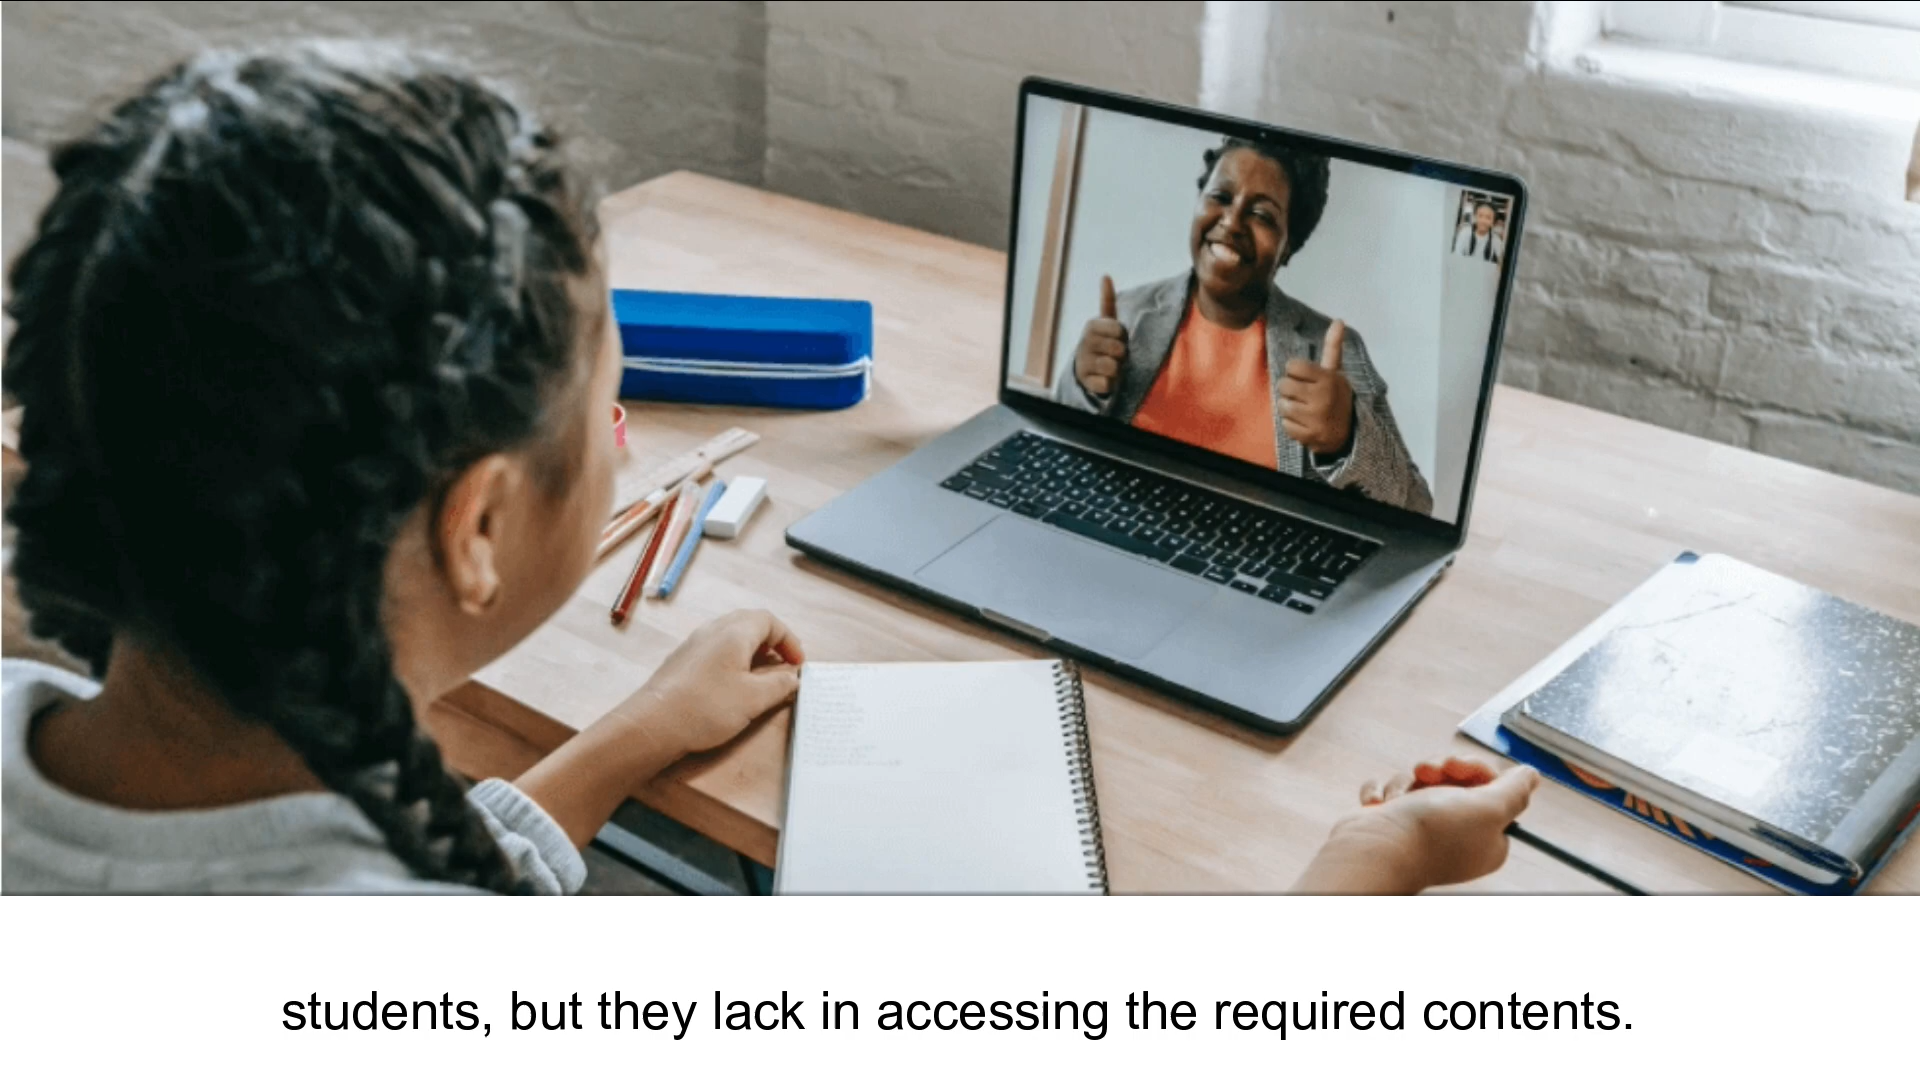 students, but they lack in accessing the required contents.